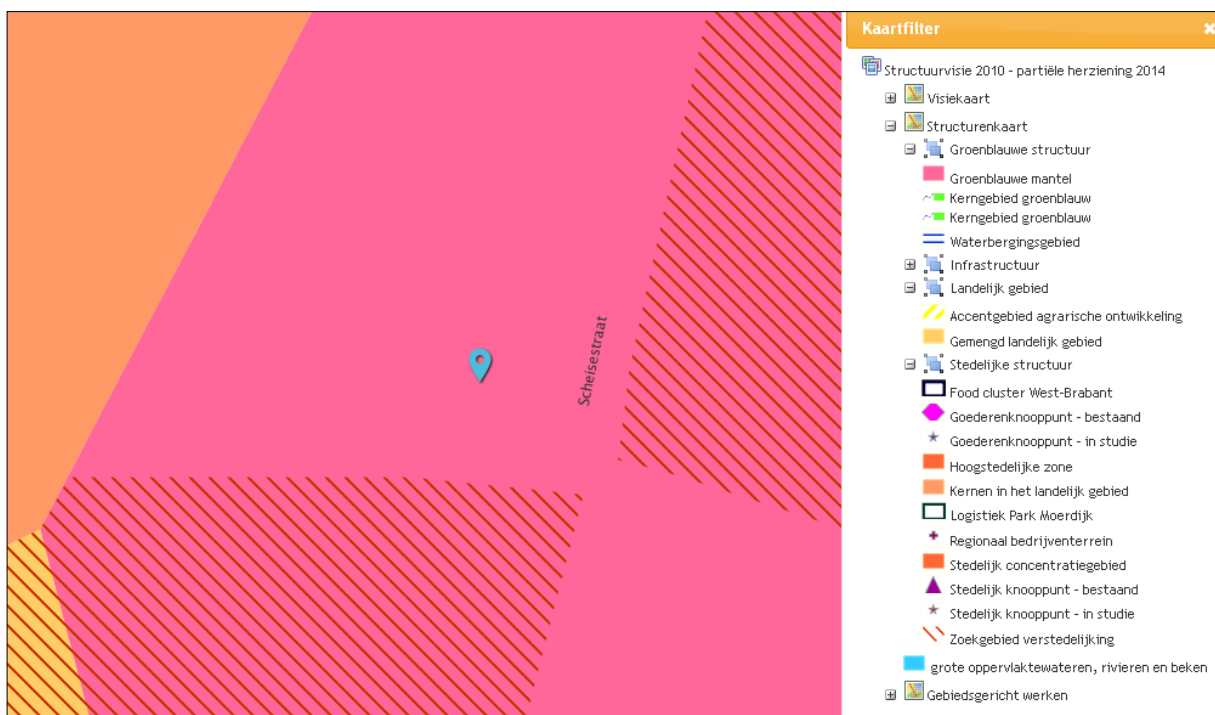 Scheisestraat
Kaartfilter
Structuurvisie 2010 - partiële herziening 2014
Visiekaart
Structurenkaart
Groenblauwe structuur
Groenblauwe mantel
Kerngebied groenblauw
Kerngebied groenblauw
Waterbergingsgebied
Infrastructuur
Landelijk gebied
Accentgebied agrarische ontwikkeling
Gemengd landelijk gebied
Stedelijke structuur
Food cluster West-Brabant
Goederenknooppunt - bestaand
Goederenknooppunt - in studie
Hoogstedelijke zone
Kernen in het landelijk gebied
Logistiek Park Moerdijk
Regionaal bedrijventerrein
Stedelijk concentratiegebied
Stedelijk knooppunt - bestaand
Stedelijk knooppunt - in studie
Zoekgebied verstedelijking
grote oppervlaktewateren, rivieren en beken
Gebiedsgericht werken